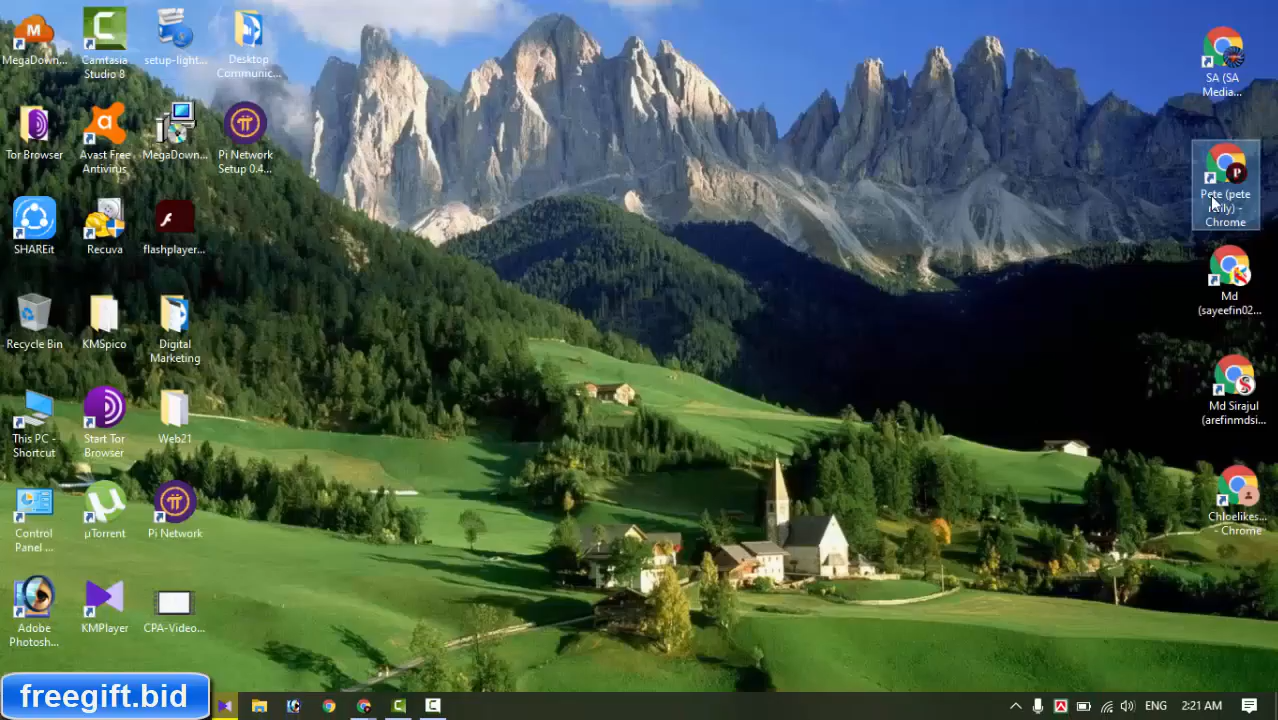 MegaDown...
Camtasia
Studio 8
setup-light...
Desktop
Communic...
Tor Browser
Avast Free
Antivirus
MegaDown...
Pi Network
Setup 0.4...
SHAREit
Recuva
flashplayer...
Recycle Bin
KMSpico
Digital
Marketing
This PC -
Shortcut
Start Tor
Browser
Web21
Control
Panel ...
µTorrent
Pi Network
Adobe
Photosh...
KMPlayer
CPA-Video...
SA (SA
Media...
Pete (pete
Chrome
Md
(sayeefin02...
Md Sirajul
(arefinmdsi...
Chloelikes...
- Chrome
freegift.bid
ENG
2:21 AM